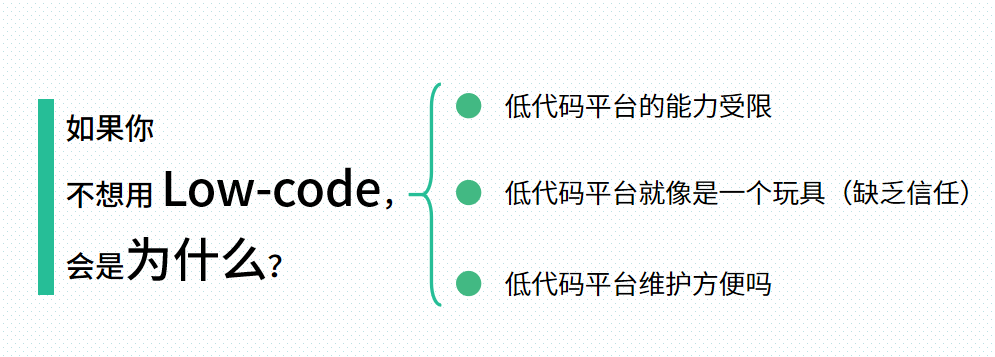 如果你
不想用 Low-code，
会是为什么？
低代码平台的能力受限
低代码平台就像是一个玩具（缺乏信任）
低代码平台维护方便吗